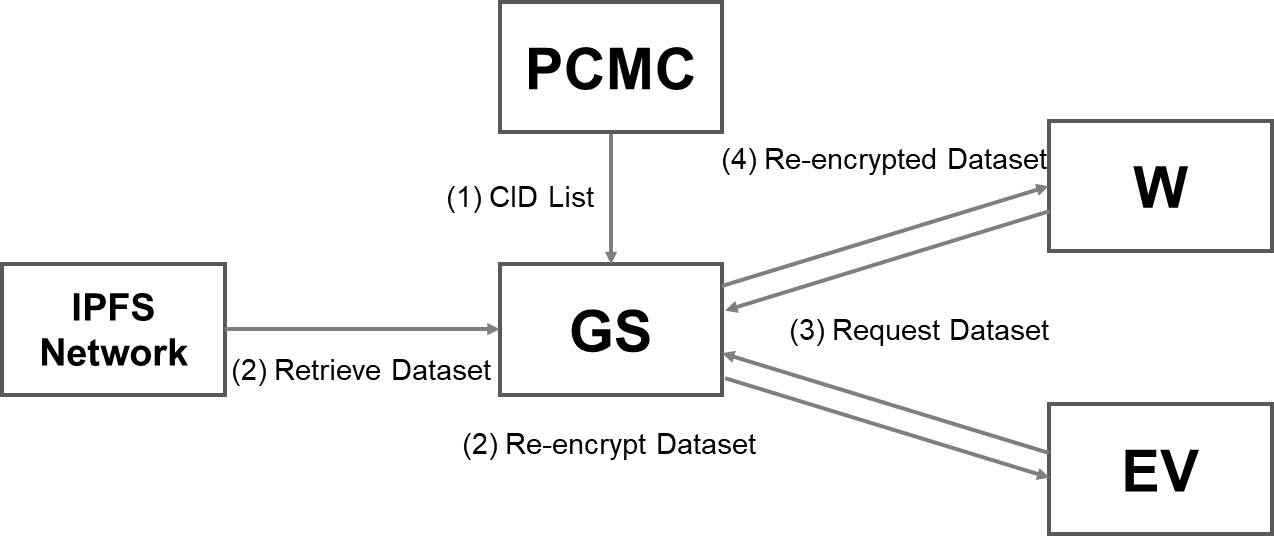 PCMC
(4) Re-encrypted Dataset
W
(1) CID List
IPFS
Network
GS
(3) Request Dataset
(2) Retrieve Dataset
(2) Re-encrypt Dataset
EV